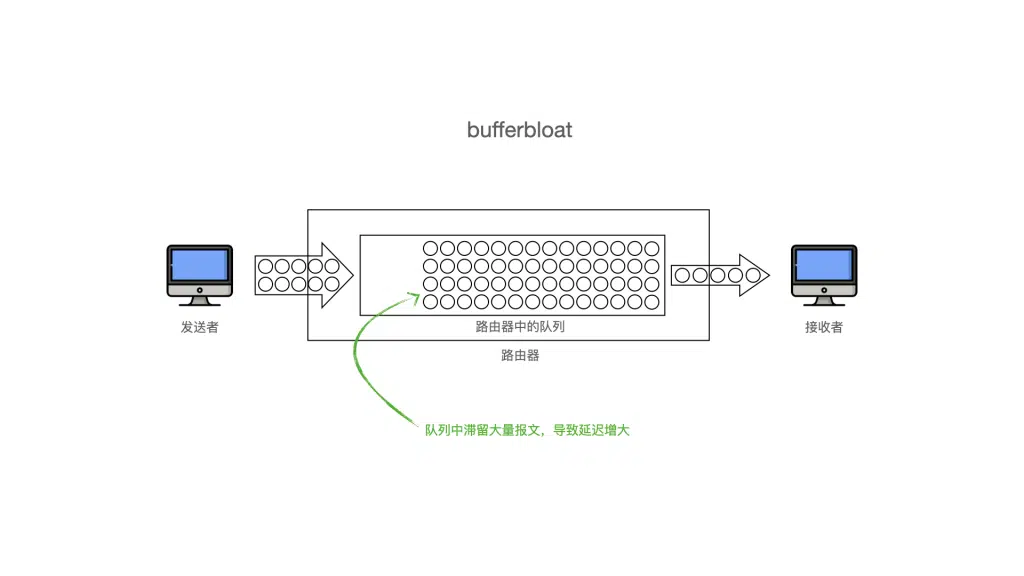 bufferbloat
发送者
路由器中的队列
接收者
路由器
队列中滞留大量报文，导致延迟增大